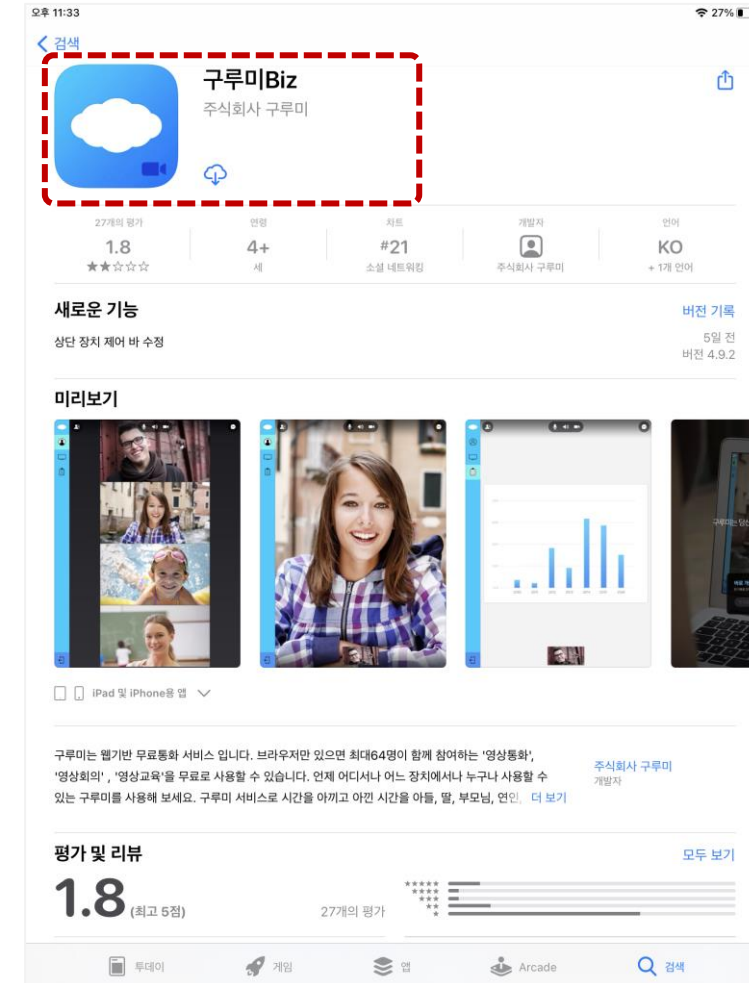 오후 11:33
27%
검색
구루미Biz
주식회사 구루미
27개의 평가
연령
차트
개발자
언어
1.8
4+
#21
KO
★★☆☆☆
세
소셜 네트워킹
주식회사 구루미
+ 1개 언어
새로운 기능
버전 기록
상단 장치 제어 바 수정
5일 전
버전 4.9.2
미리보기
iPad 및 iPhone용 앱
구루미는 웹기반 무료통화 서비스 입니다. 브라우저만 있으면 최대64명이 함께 참여하는 '영상통화',
'영상회의' , '영상교육'을 무료로 사용할 수 있습니다. 언제 어디서나 어느 장치에서나 누구나 사용할 수
있는 구루미를 사용해 보세요. 구루미 서비스로 시간을 아끼고 아낀 시간을 아들, 딸, 부모님, 연인, 더 보기
주식회사 구루미
개발자
평가 및 리뷰
모두 보기
1.8 (최고 5점)
27개의 평가
★★★★★
★★★★
★★★
★★
★
투데이
게임
앱
Arcade
검색